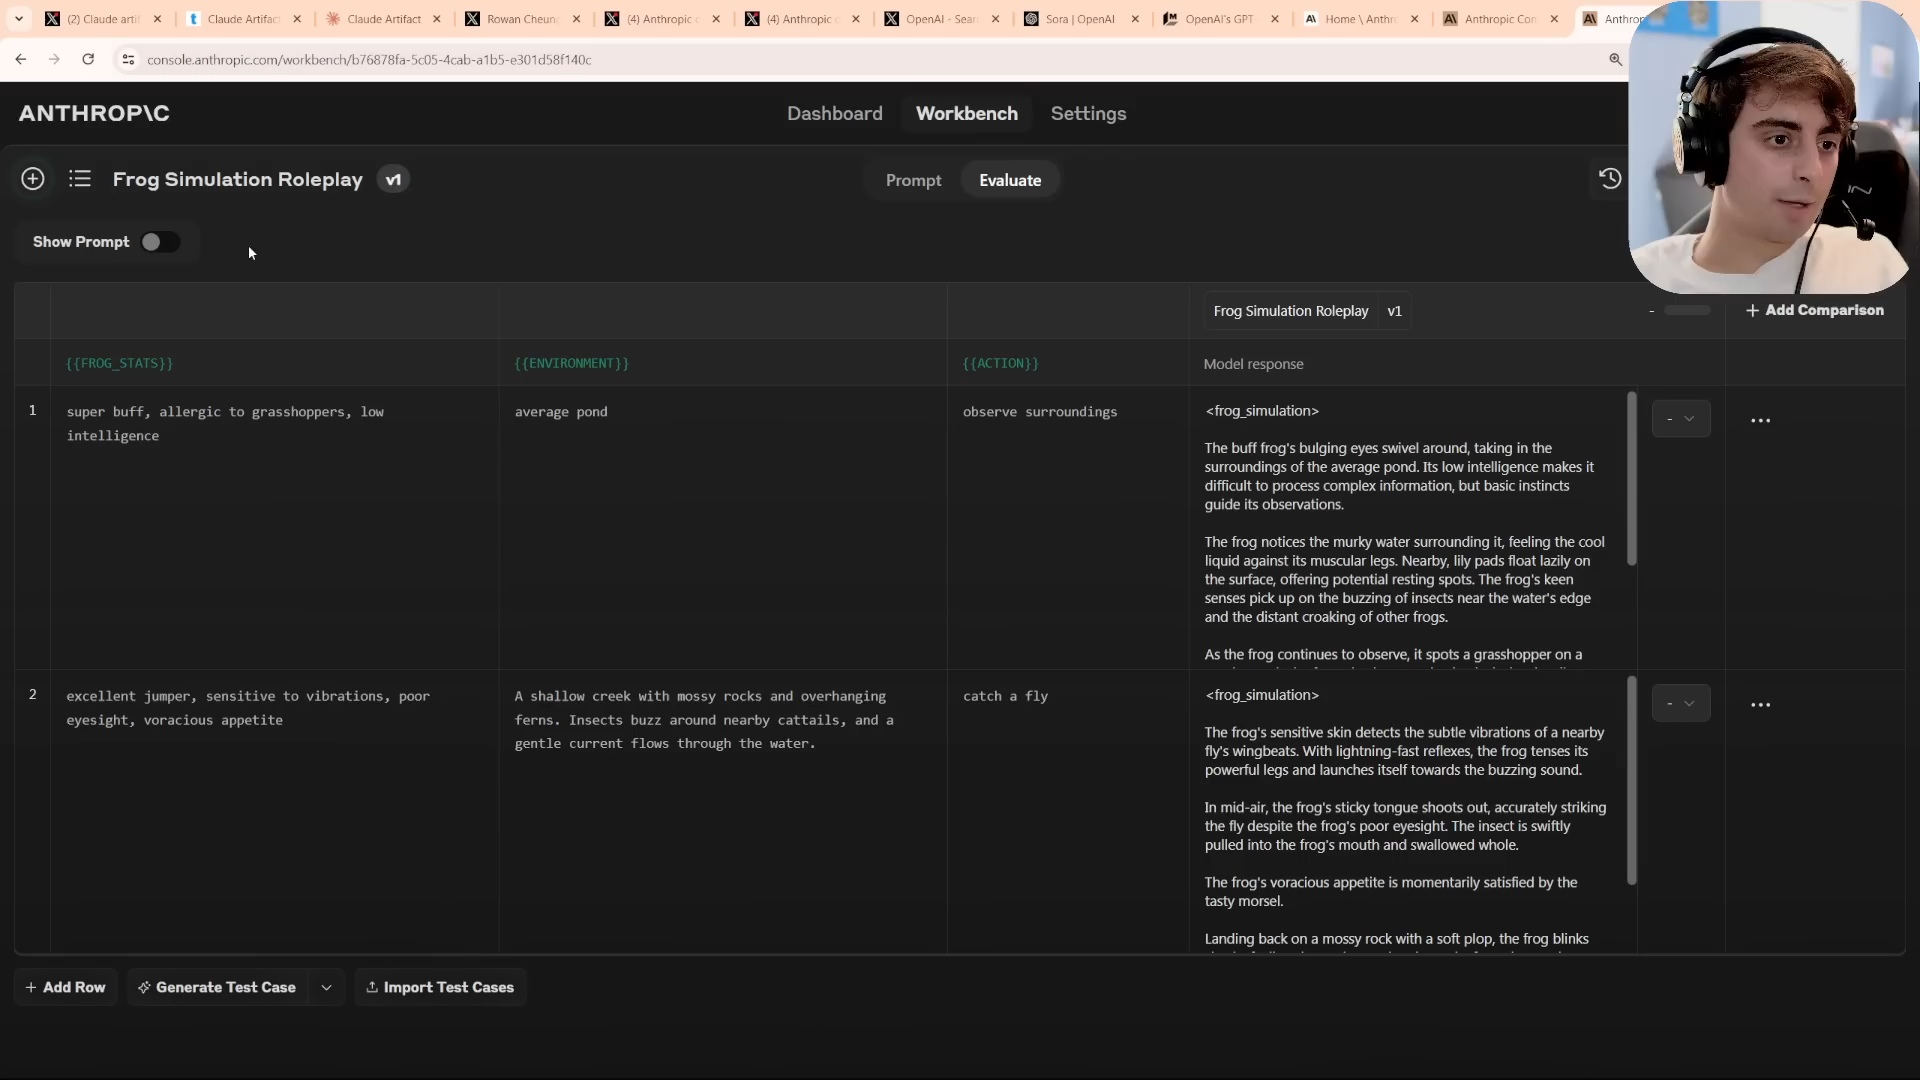 (2) Claude artif
Claude Artifac
Claude Artifact
Rowan Cheun
(4) Anthropic
(4) Anthropic
OpenAI - Sear
Sora | OpenAI
OpenAI's GPT
Home \ Anthr
Anthropic Con
Anthrop
console.anthropic.com/workbench/b76878fa-5c05-4cab-a1b5-e301d58f140c
ANTHROP\C
Dashboard
Workbench
Settings
Frog Simulation Roleplay
v1
Prompt
Evaluate
Show Prompt
Frog Simulation Roleplay
v1
-
+ Add Comparison
{{FROG_STATS}}
{{ENVIRONMENT}}
{{ACTION}}
Model response
1
super buff, allergic to grasshoppers, low
intelligence
average pond
observe surroundings
<frog_simulation>
The buff frog's bulging eyes swivel around, taking in the
surroundings of the average pond. Its low intelligence makes it
difficult to process complex information, but basic instincts
guide its observations.
The frog notices the murky water surrounding it, feeling the cool
liquid against its muscular legs. Nearby, lily pads float lazily on
the surface, offering potential resting spots. The frog's keen
senses pick up on the buzzing of insects near the water's edge
and the distant croaking of other frogs.
As the frog continues to observe, it spots a grasshopper on a
-
...
2
excellent jumper, sensitive to vibrations, poor
eyesight, voracious appetite
A shallow creek with mossy rocks and overhanging
ferns. Insects buzz around nearby cattails, and a
gentle current flows through the water.
catch a fly
<frog_simulation>
The frog's sensitive skin detects the subtle vibrations of a nearby
fly's wingbeats. With lightning-fast reflexes, the frog tenses its
powerful legs and launches itself towards the buzzing sound.
In mid-air, the frog's sticky tongue shoots out, accurately striking
the fly despite the frog's poor eyesight. The insect is swiftly
pulled into the frog's mouth and swallowed whole.
The frog's voracious appetite is momentarily satisfied by the
tasty morsel.
Landing back on a mossy rock with a soft plop, the frog blinks
-
...
+ Add Row
Generate Test Case
Import Test Cases